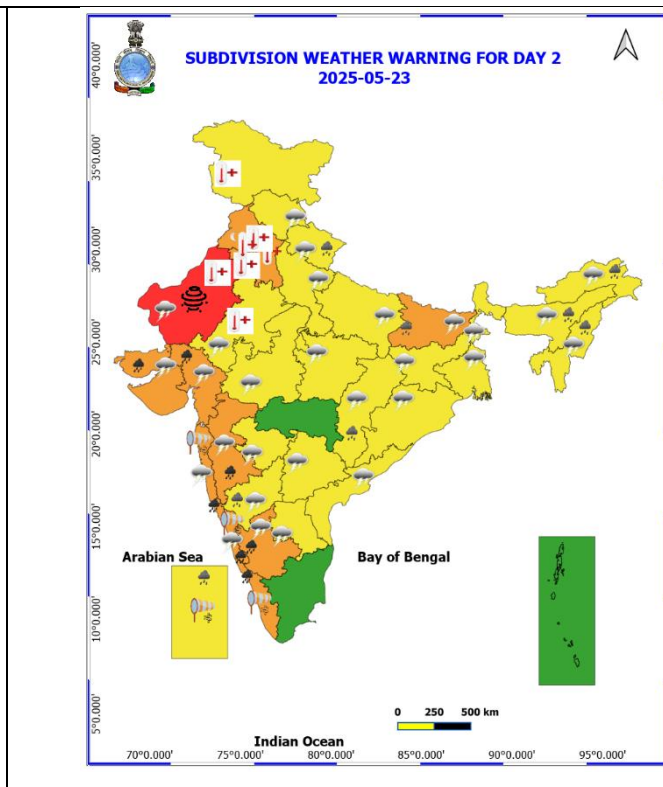 SUBDIVISION WEATHER WARNING FOR DAY 2
2025-05-23
40°0.000'
35°0.000'
30°0.000'
25°0.000'
20°0.000'
15°0.000'
10°0.000'
5°0.000'
Arabian Sea
Bay of Bengal
0 250 500 km
Indian Ocean
70°0.000' 75°0.000' 80°0.000' 85°0.000' 90°0.000' 95°0.000'